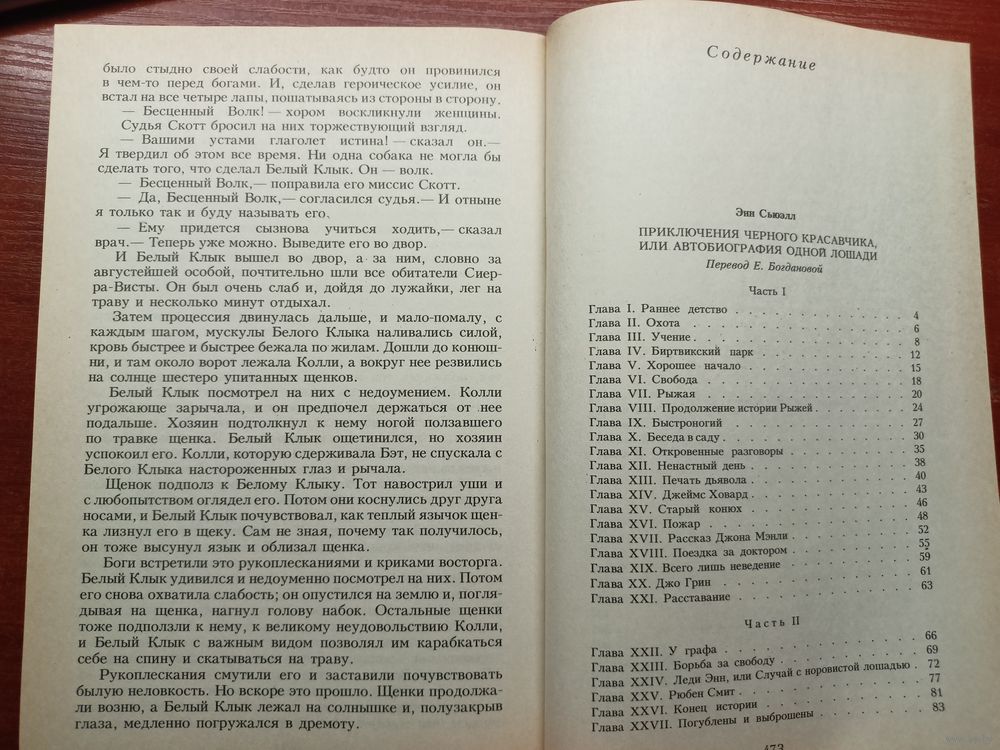 было стыдно своей слабости, как будто он провинился
в чем-то перед богами. И, сделав героическое усилие, он
встал на все четыре лапы, пошатываясь из стороны в сторону.
— Бесценный Волк! — хором воскликнули женщины.
Судья Скотт бросил на них торжествующий взгляд.
— Вашими устами глаголет истина! — сказал он.—
Я твердил об этом все время. Ни одна собака не могла бы
сделать того, что сделал Белый Клык. Он — волк.
— Бесценный Волк,— поправила его миссис Скотт.
— Да, Бесценный Волк,— согласился судья.— И отныне
я только так и буду называть его.
— Ему придется сызнова учиться ходить,— сказал
врач.— Теперь уже можно. Выведите его во двор.
И Белый Клык вышел во двор, а за ним, словно за
августейшей особой, почтительно шли все обитатели Сиер-
ра-Висты. Он был очень слаб и, дойдя до лужайки, лег на
траву и несколько минут отдыхал.
Затем процессия двинулась дальше, и мало-помалу, с
каждым шагом, мускулы Белого Клыка наливались силой,
кровь быстрее и быстрее бежала по жилам. Дошли до конюш-
ни, и там около ворот лежала Колли, а вокруг нее резвились
на солнце шестеро упитанных щенков.
Белый Клык посмотрел на них с недоумением. Колли
угрожающе зарычала, и он предпочел держаться от нее
подальше. Хозяин подтолкнул к нему ногой ползавшего
по травке щенка. Белый Клык ощетинился, но хозяин
успокоил его. Колли, которую сдерживала Бэт, не спускала с
Белого Клыка настороженных глаз и рычала.
Щенок подполз к Белому Клыку. Тот навострил уши и
с любопытством оглядел его. Потом они коснулись друг друга
носами, и Белый Клык почувствовал, как теплый язычок щен-
ка лизнул его в щеку. Сам не зная, почему так получилось,
он тоже высунул язык и облизал щенка.
Боги встретили это рукоплесканиями и криками восторга.
Белый Клык удивился и недоуменно посмотрел на них. Потом
его снова охватила слабость; он опустился на землю и, погля-
дывая на щенка, нагнул голову набок. Остальные щенки
тоже подползли к нему, к великому неудовольствию Колли,
и Белый Клык с важным видом позволял им карабкаться
себе на спину и скатываться на траву.
Рукоплескания смутили его и заставили почувствовать
былую неловкость. Но вскоре это прошло. Щенки продолжа-
ли возню, а Белый Клык лежал на солнышке и, полузакрыв
глаза, медленно погружался в дремоту.
Содержание
Энн Сьюэлл
ПРИКЛЮЧЕНИЯ ЧЕРНОГО КРАСАВЧИКА,
ИЛИ АВТОБИОГРАФИЯ ОДНОЙ ЛОШАДИ
Перевод Е. Богдановой
Часть I
Глава I. Раннее детство . . . . 4
Глава II. Охота . . . . 6
Глава III. Учение . . . . 8
Глава IV. Биртвикский парк . . . . 12
Глава V. Хорошее начало . . . . 15
Глава VI. Свобода . . . . 18
Глава VII. Рыжая . . . . 20
Глава VIII. Продолжение истории Рыжей . . . . 24
Глава IX. Быстроногий . . . . 27
Глава X. Беседа в саду . . . . 30
Глава XI. Откровенные разговоры . . . . 35
Глава XII. Ненастный день . . . . 38
Глава XIII. Печать дьявола . . . . 40
Глава XIV. Джеймс Ховард . . . . 43
Глава XV. Старый конюх . . . . 46
Глава XVI. Пожар . . . . 48
Глава XVII. Рассказ Джона Мэнли . . . . 52
Глава XVIII. Поездка за доктором . . . . 55
Глава XIX. Всего лишь неведение . . . . 59
Глава XX. Джо Грин . . . . 61
Глава XXI. Расставание . . . . 63
Часть II
Глава XXII. У графа . . . . 66
Глава XXIII. Борьба за свободу . . . . 69
Глава XXIV. Леди Энн, или Случай с норовистой лошадью . 72
Глава XXV. Рюбен Смит . . . . 77
Глава XXVI. Конец истории . . . . 81
Глава XXVII. Погублены и выброшены . . . . 83
473